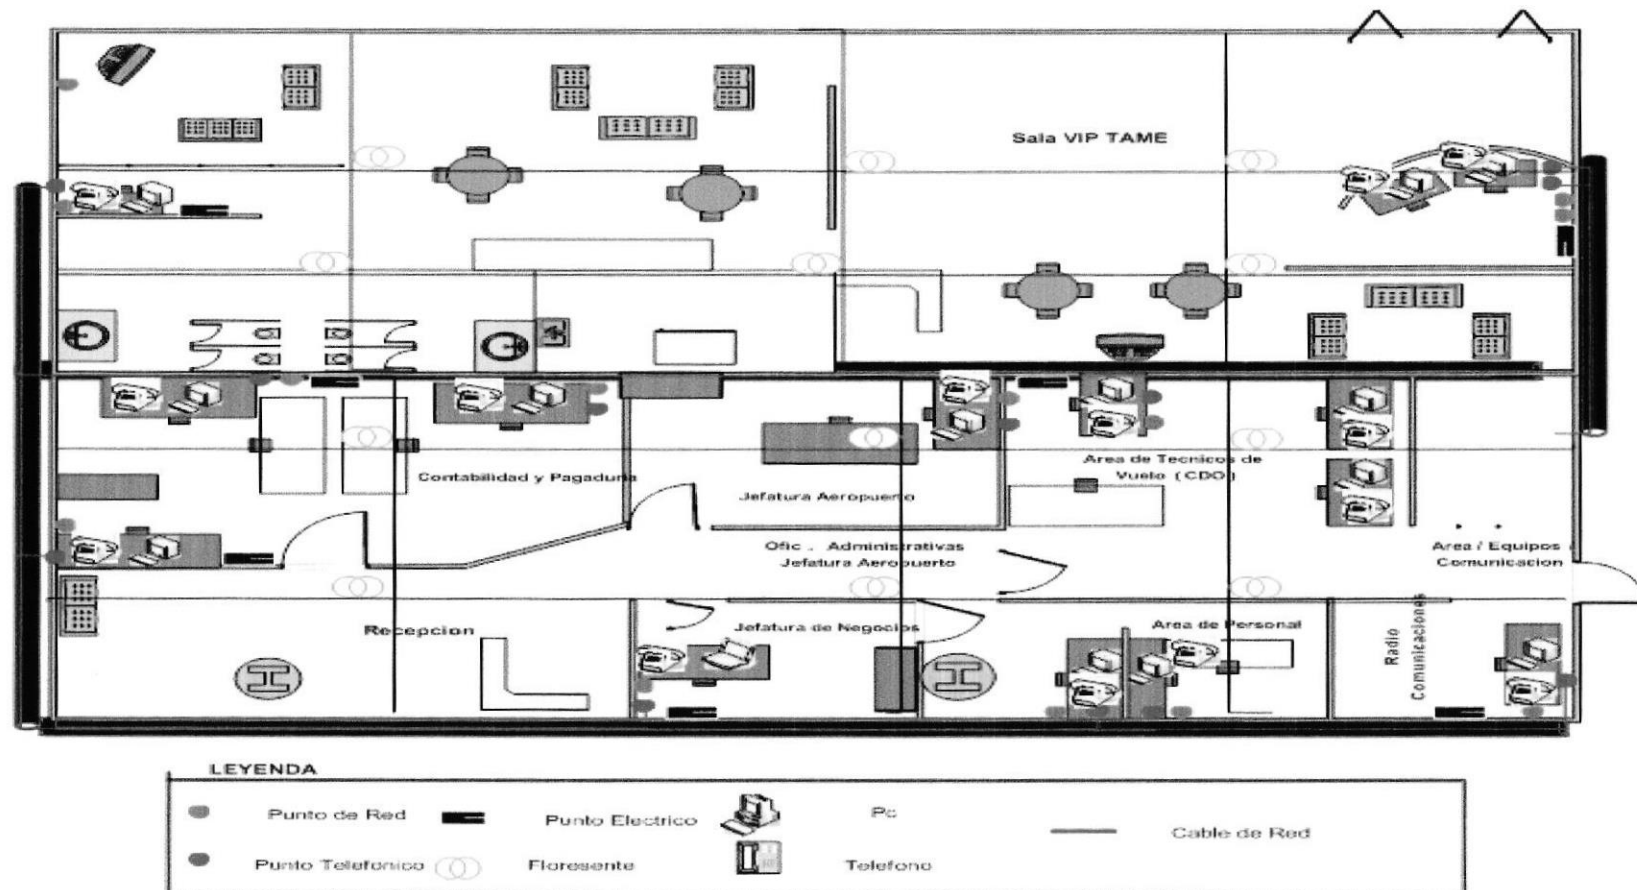 Sala VIP TAME
Contabilidad y Pagaduria
Jefatura Aeropuerto
Area de Tecnicos de
Vuelo (CDO)
Ofic . Administrativas
Jefatura Aeropuerto
Area / Equipos
Comunicacion
Recepcion
Jefatura de Negocios
Area de Personal
Radio
Comunicaciones
LEYENDA
Punto de Red
Punto Electrico
Pc
Cable de Red
Punto Telefonico
Floresente
Telefono